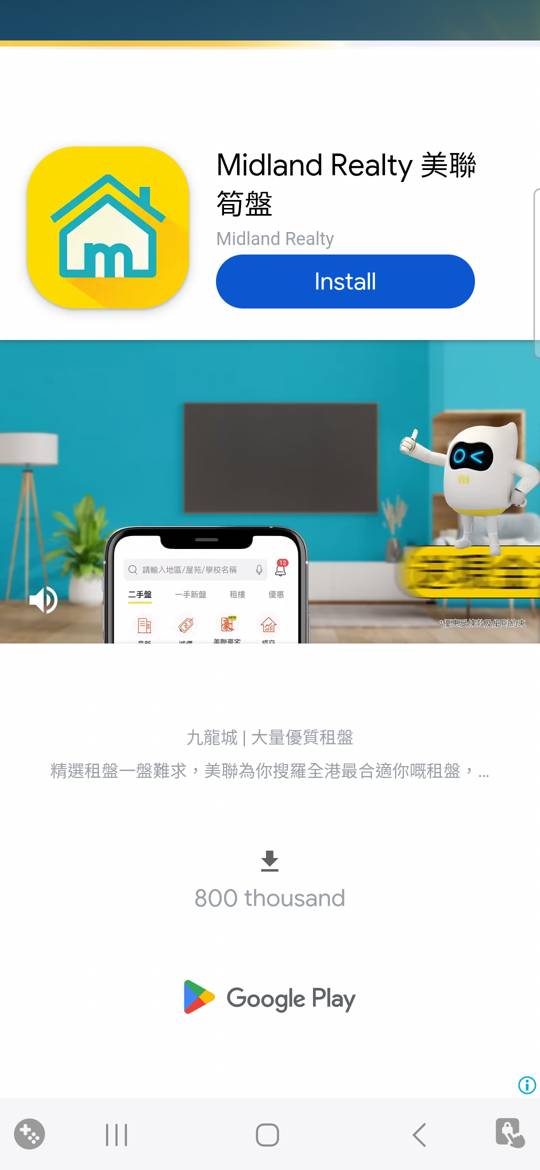 Midland Realty 美聯
筍盤
Midland Realty
Install
請輸入地區/屋苑/學校名稱
13
二手盤
一手新盤
租樓
優惠
九龍城 | 大量優質租盤
精選租盤一盤難求，美聯為你搜羅全港最合適你嘅租盤，...
800 thousand
Google Play